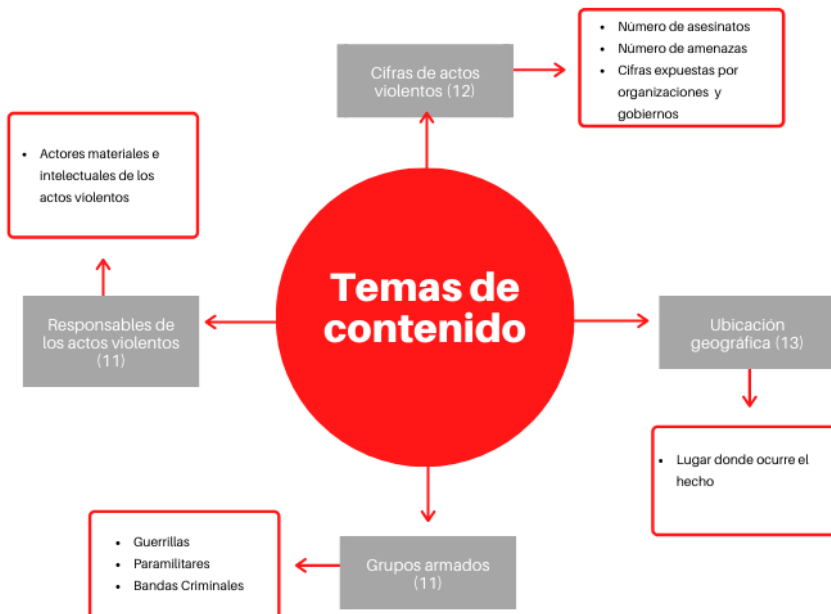 Cifras de actos
violentos (12)
• Número de asesinatos
• Número de amenazas
• Cifras expuestas por
organizaciones y
gobiernos
• Actores materiales e
intelectuales de los
actos violentos
Responsables de
los actos violentos
(11)
Temas de
contenido
Ubicación
geográfica (13)
• Lugar donde ocurre el
hecho
Grupos armados
(11)
• Guerrillas
• Paramilitares
• Bandas Criminales